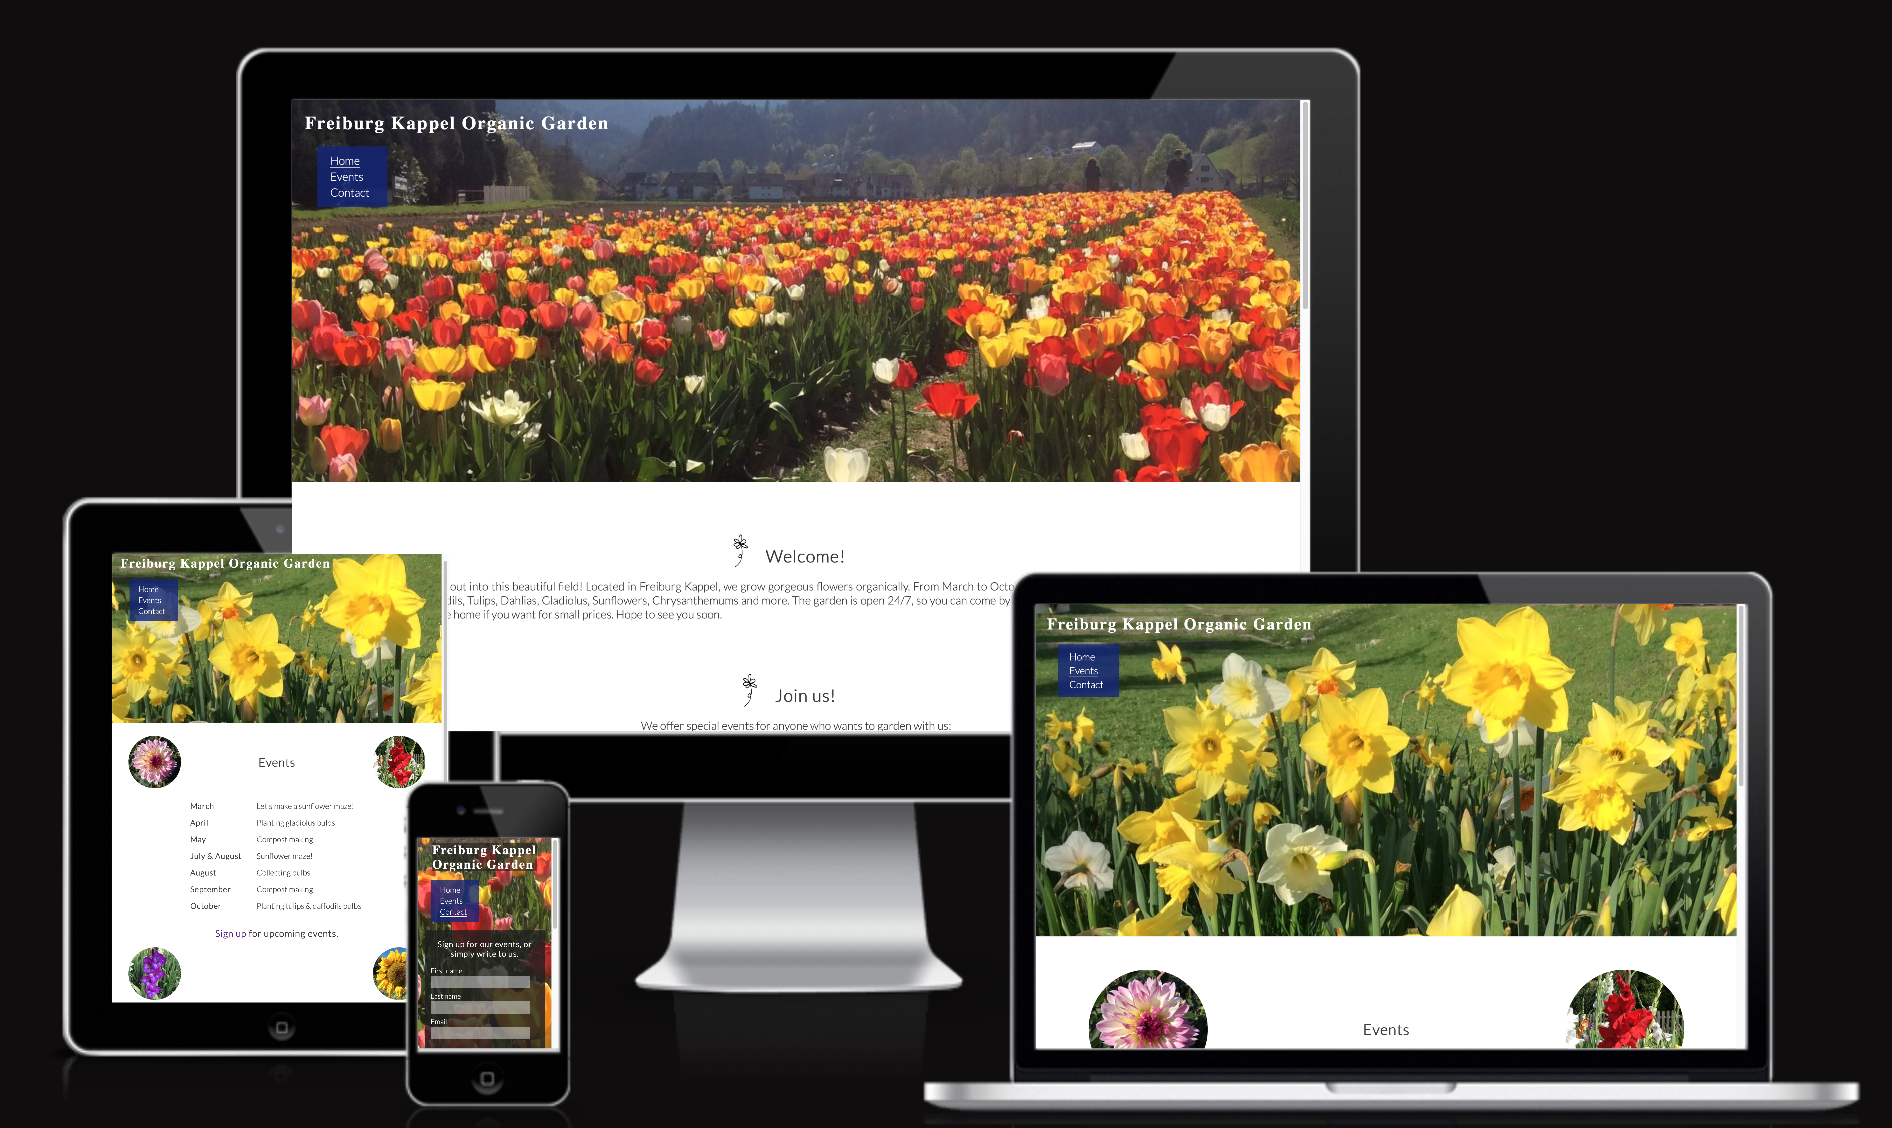 Freiburg Kappel Organic Garden
Home
Events
Contact
Welcome!
out into this beautiful field! Located in Freiburg Kappel, we grow gorgeous flowers organically. From March to Octo
dils, Tulips, Dahlias, Gladiolus, Sunflowers, Chrysanthemums and more. The garden is open 24/7, so you can come by
e home if you want for small prices. Hope to see you soon.
Join us!
We offer special events for anyone who wants to garden with us:
Freiburg Kappel Organic Garden
Home
Events
Contact
Events
March Let's make a sunflower maze!
April Planting gladiolus bulbs
May Compost making
July & August Sunflower maze!
August Collecting bulbs
September Compost making
October Planting tulips & daffodils bulbs
Sign up for upcoming events.
Freiburg Kappel
Organic Garden
Home
Events
Contact
Sign up for our events, or
simply write to us.
First name
Last name
Email
Freiburg Kappel Organic Garden
Home
Events
Contact
Events